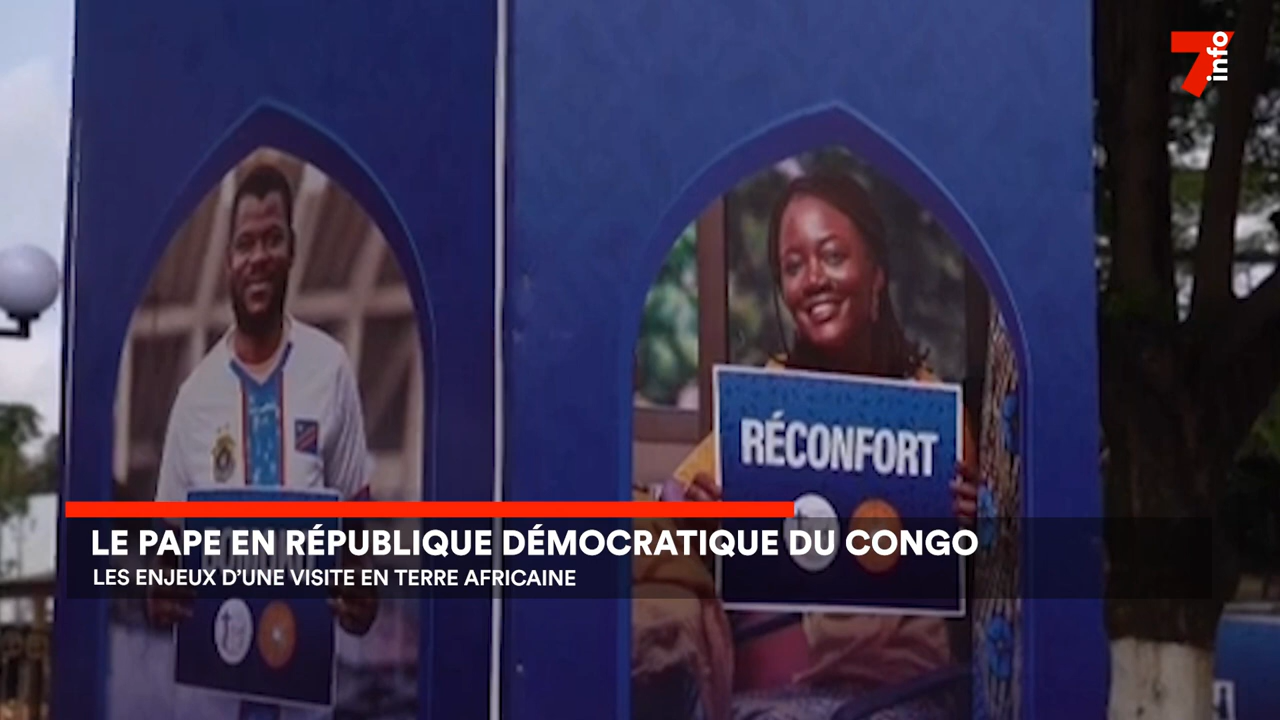 7 info
RÉCONFORT
LE PAPE EN RÉPUBLIQUE DÉMOCRATIQUE DU CONGO
LES ENJEUX D'UNE VISITE EN TERRE AFRICAINE